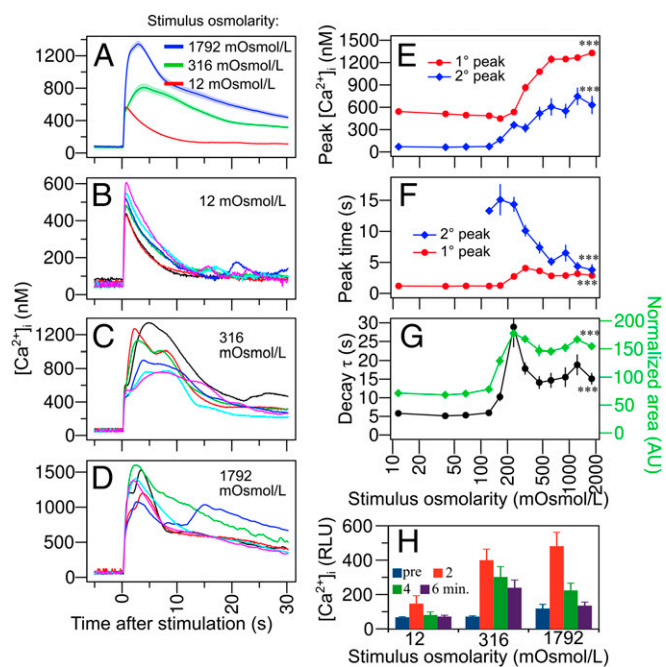 Stimulus osmolarity:
A
1792 mOsmol/L
316 mOsmol/L
12 mOsmol/L
1200
800
400
0
B
12 mOsmol/L
600
400
200
0
C
316
mOsmol/L
1200
800
400
0
D
1792
mOsmol/L
1500
1000
500
0
[Ca²⁺]ᵢ (nM)
0 10 20 30
Time after stimulation (s)
E
1° peak
2° peak
***
***
1500
1200
900
600
300
0
Peak [Ca²⁺]ᵢ (nM)
F
2° peak
1° peak
***
***
15
10
5
0
Peak time (s)
G
***
***
30
25
20
15
10
5
0
Decay τ (s)
200
150
100
50
0
Normalized area
(AU)
10 20 50 100 200 500 1000 2000
Stimulus osmolarity (mOsmol/L)
H
pre 2
4 6 min.
600
400
200
0
[Ca²⁺]ᵢ (RLU)
12 316 1792
Stimulus osmolarity (mOsmol/L)